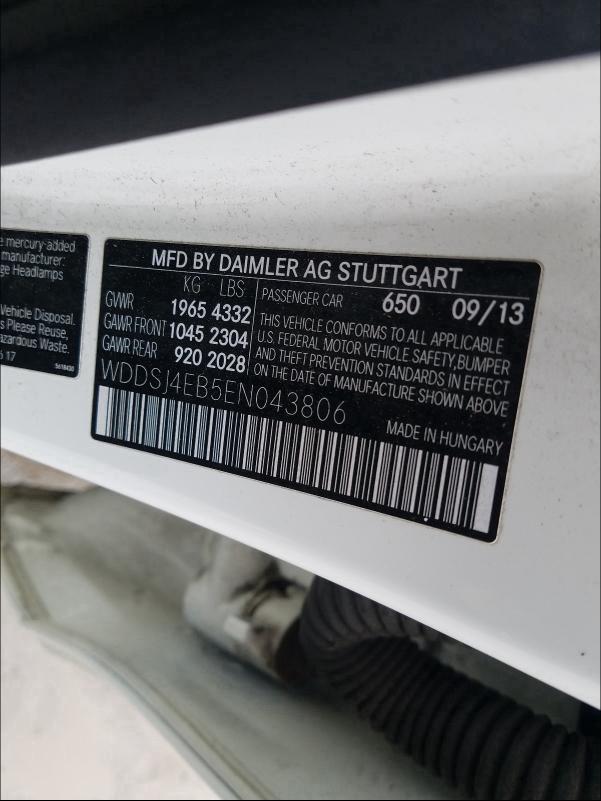 e mercury-added
manufacturer:
ge Headlamps
Vehicle Disposal.
s Please Reuse,
azardous Waste.
5 17
5618430
MFD BY DAIMLER AG STUTTGART
KG LBS
GVWR 1965 4332
GAWR FRONT 1045 2304
GAWR REAR 920 2028
PASSENGER CAR 650 09/13
THIS VEHICLE CONFORMS TO ALL APPLICABLE
U.S. FEDERAL MOTOR VEHICLE SAFETY, BUMPER
AND THEFT PREVENTION STANDARDS IN EFFECT
ON THE DATE OF MANUFACTURE SHOWN ABOVE
WDDSJ4EB5EN043806
MADE IN HUNGARY